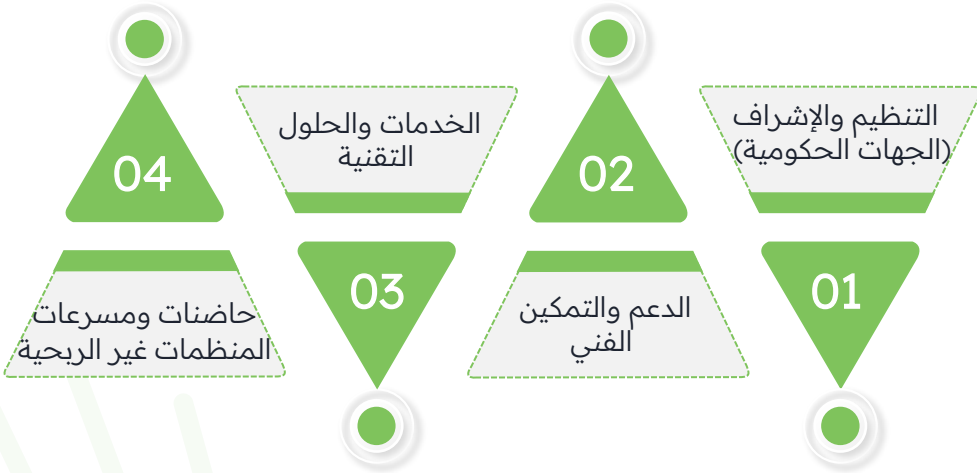 01
التنظيم والإشراف
(الجهات الحكومية)
02
الدعم والتمكين
الفني
03
الخدمات والحلول
التقنية
04
حاضنات ومسرعات
المنظمات غير الربحية